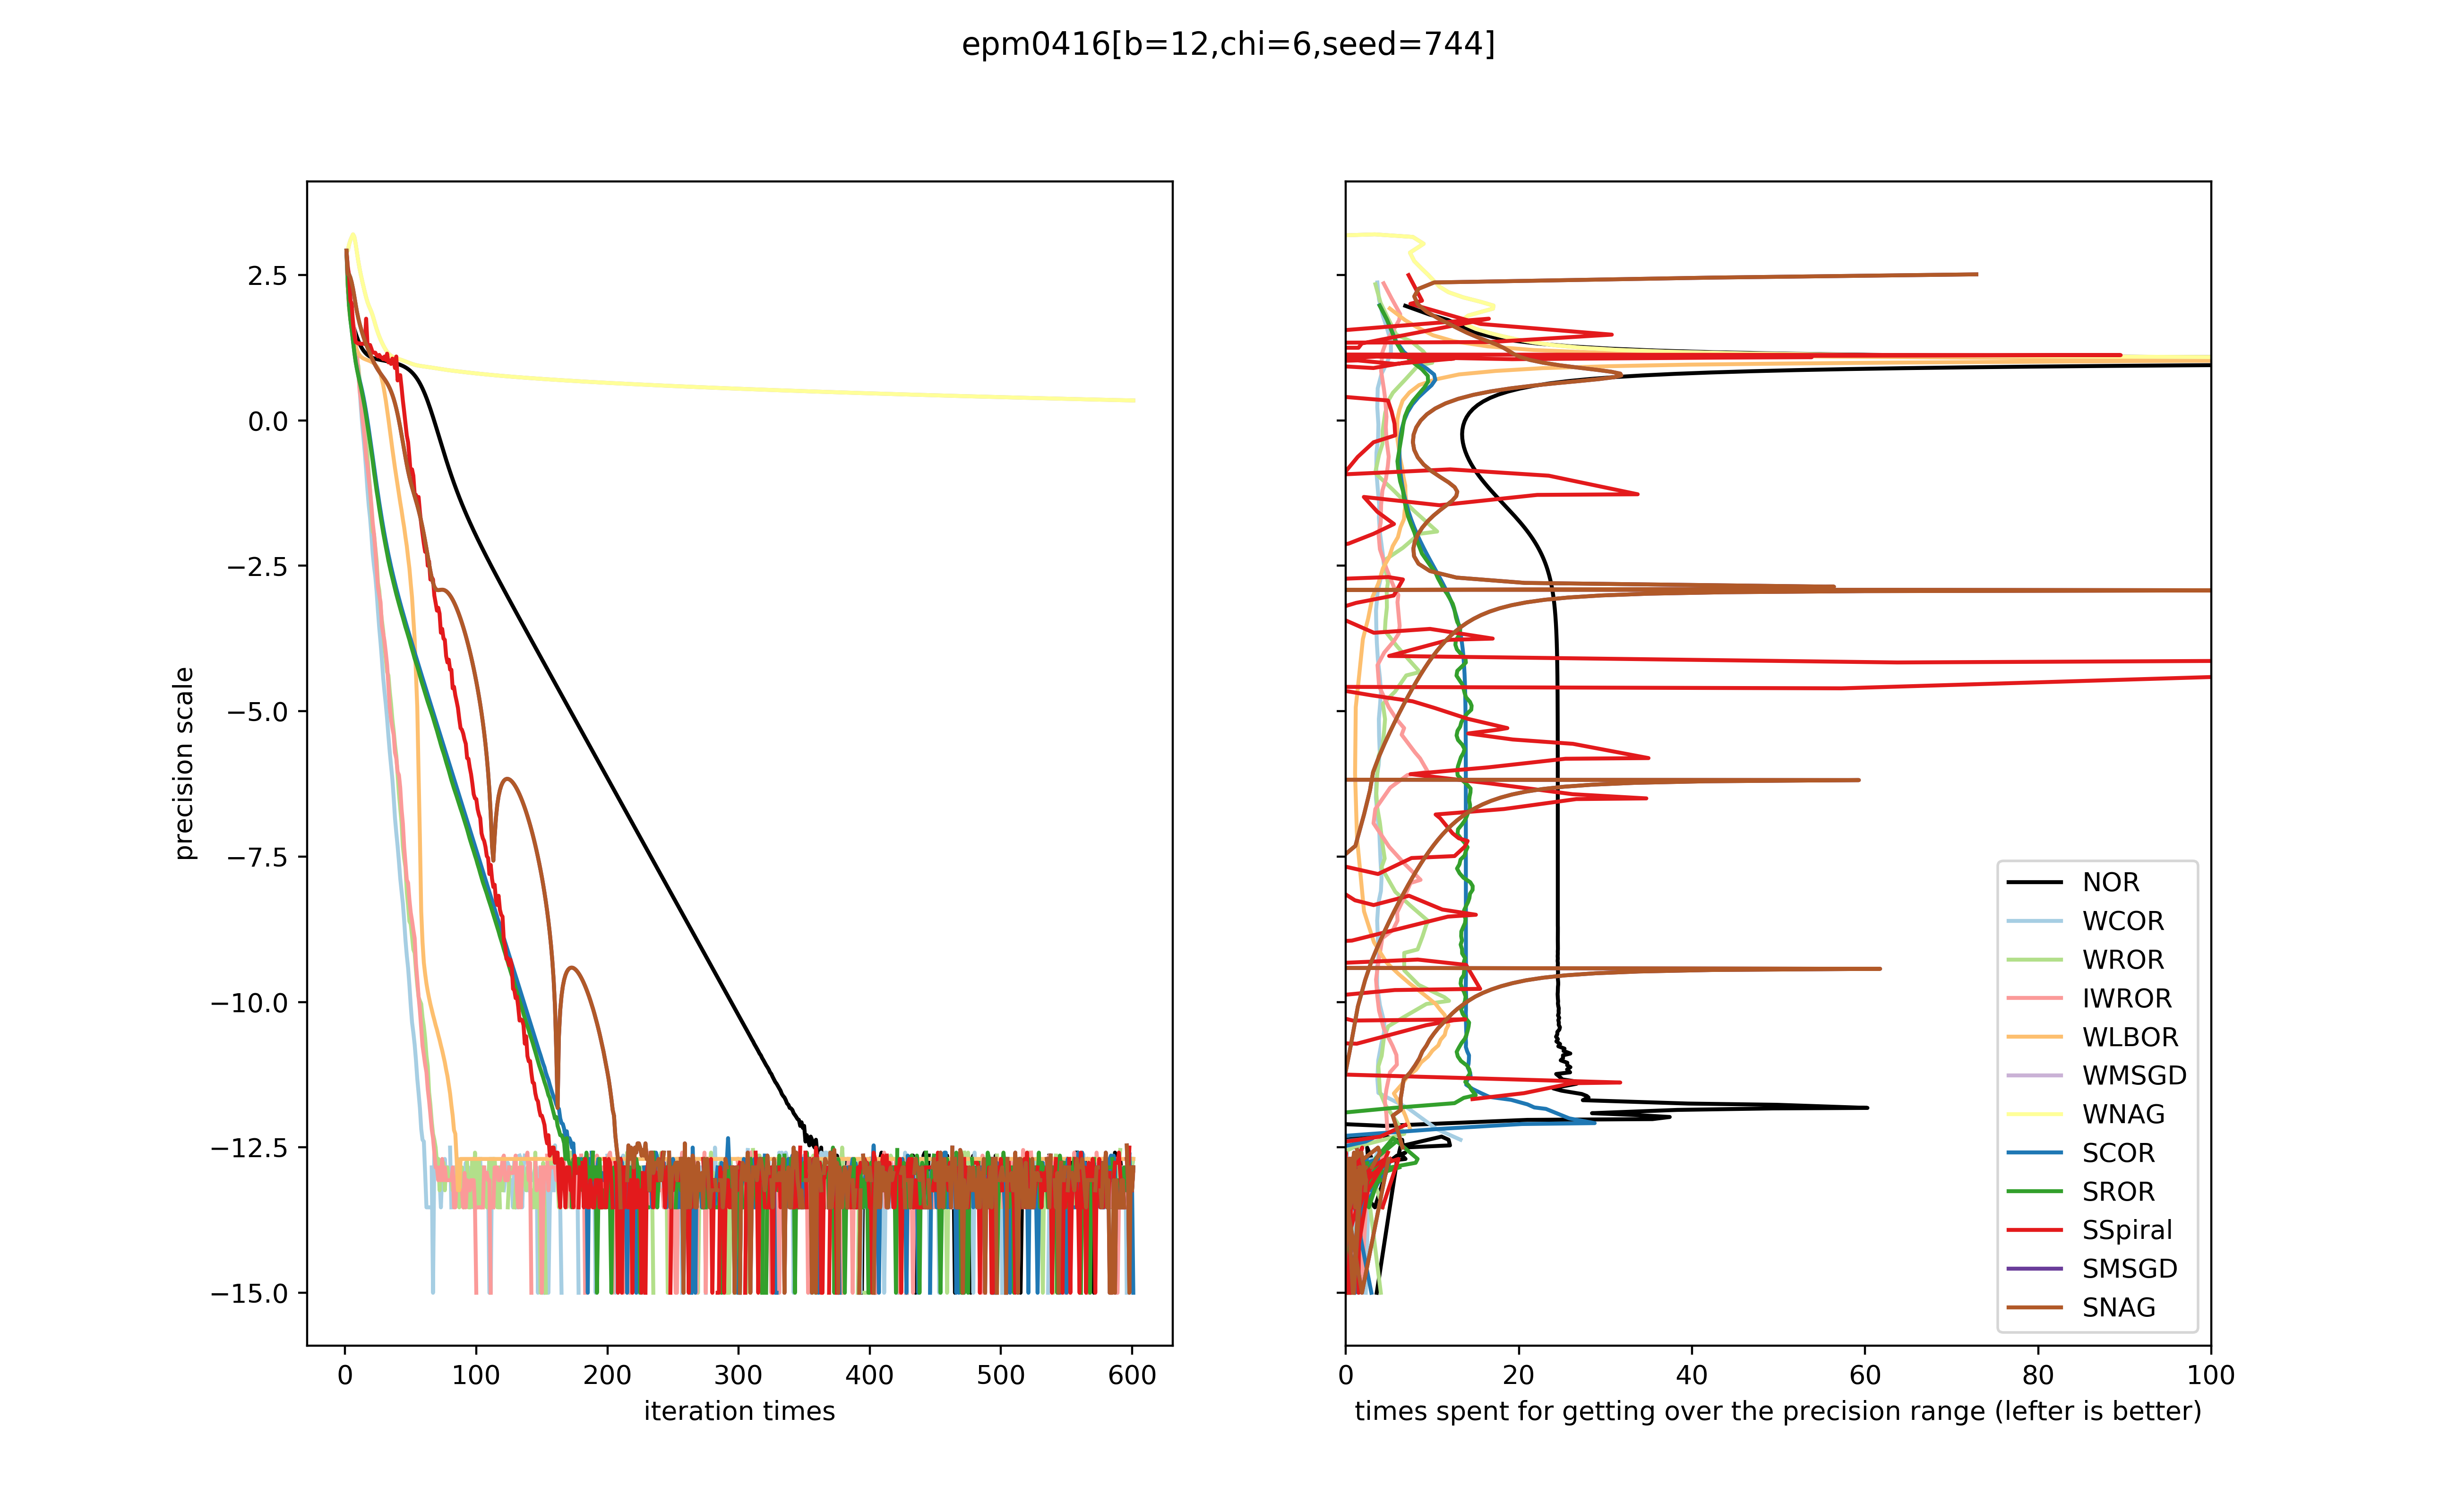 epm0416[b=12,chi=6,seed=744]
precision scale
2.5
0.0
−2.5
−5.0
−7.5
−10.0
−12.5
−15.0
0 100 200 300 400 500 600
iteration times
0 20 40 60 80 100
times spent for getting over the precision range (lefter is better)
NOR
WCOR
WROR
IWROR
WLBOR
WMSGD
WNAG
SCOR
SROR
SSpiral
SMSGD
SNAG